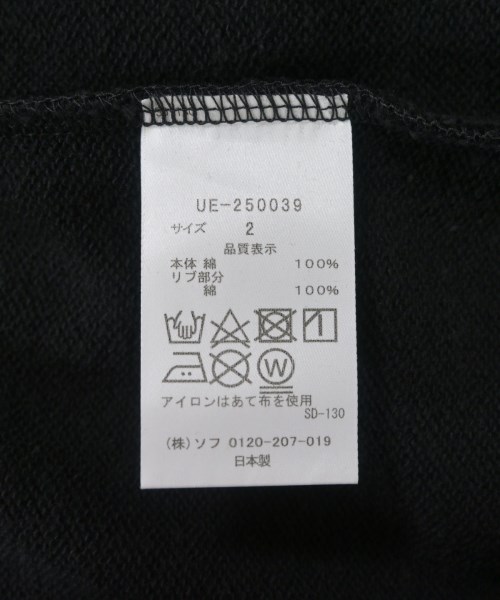 UE-250039
サイズ 2
品質表示
本体 綿 100%
リブ部分
綿 100%
W
アイロンはあて布を使用
SD-130
(株)ソフ 0120-207-019
日本製